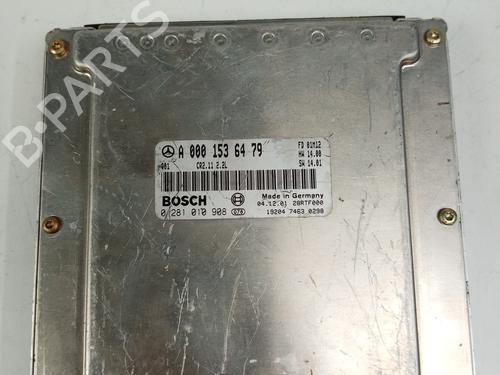 B-PARTS
A 000 153 64 79
FD 01M12
HW 14.00
SW 14.01
CR2.11 2.2L
BOSCH
Made in Germany
04.12.01 28RTF000
0 281 010 908
19204 7463 0298